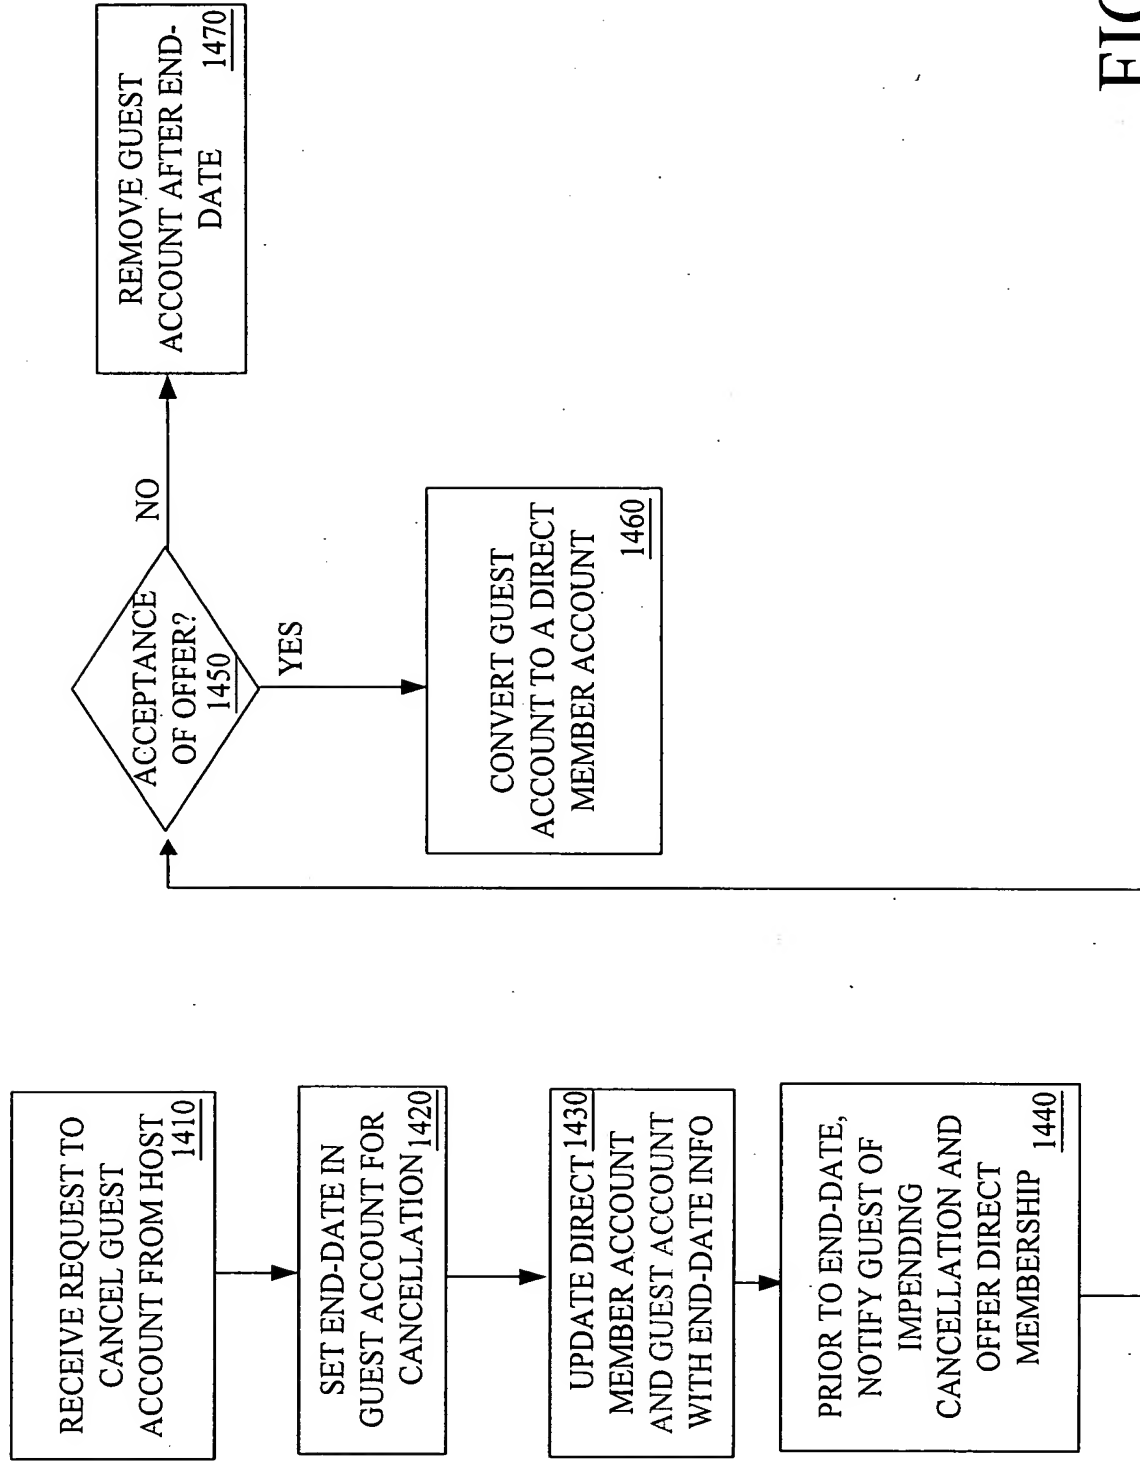 RECEIVE REQUEST TO
CANCEL GUEST
ACCOUNT FROM HOST
1410
SET END-DATE IN
GUEST ACCOUNT FOR
CANCELLATION 1420
UPDATE DIRECT 1430
MEMBER ACCOUNT
AND GUEST ACCOUNT
WITH END-DATE INFO
PRIOR TO END-DATE,
NOTIFY GUEST OF
IMPENDING
CANCELLATION AND
OFFER DIRECT
MEMBERSHIP
1440
ACCEPTANCE
OF OFFER?
1450
NO
YES
CONVERT GUEST
ACCOUNT TO A DIRECT
MEMBER ACCOUNT
1460
REMOVE GUEST
ACCOUNT AFTER END-
DATE 1470